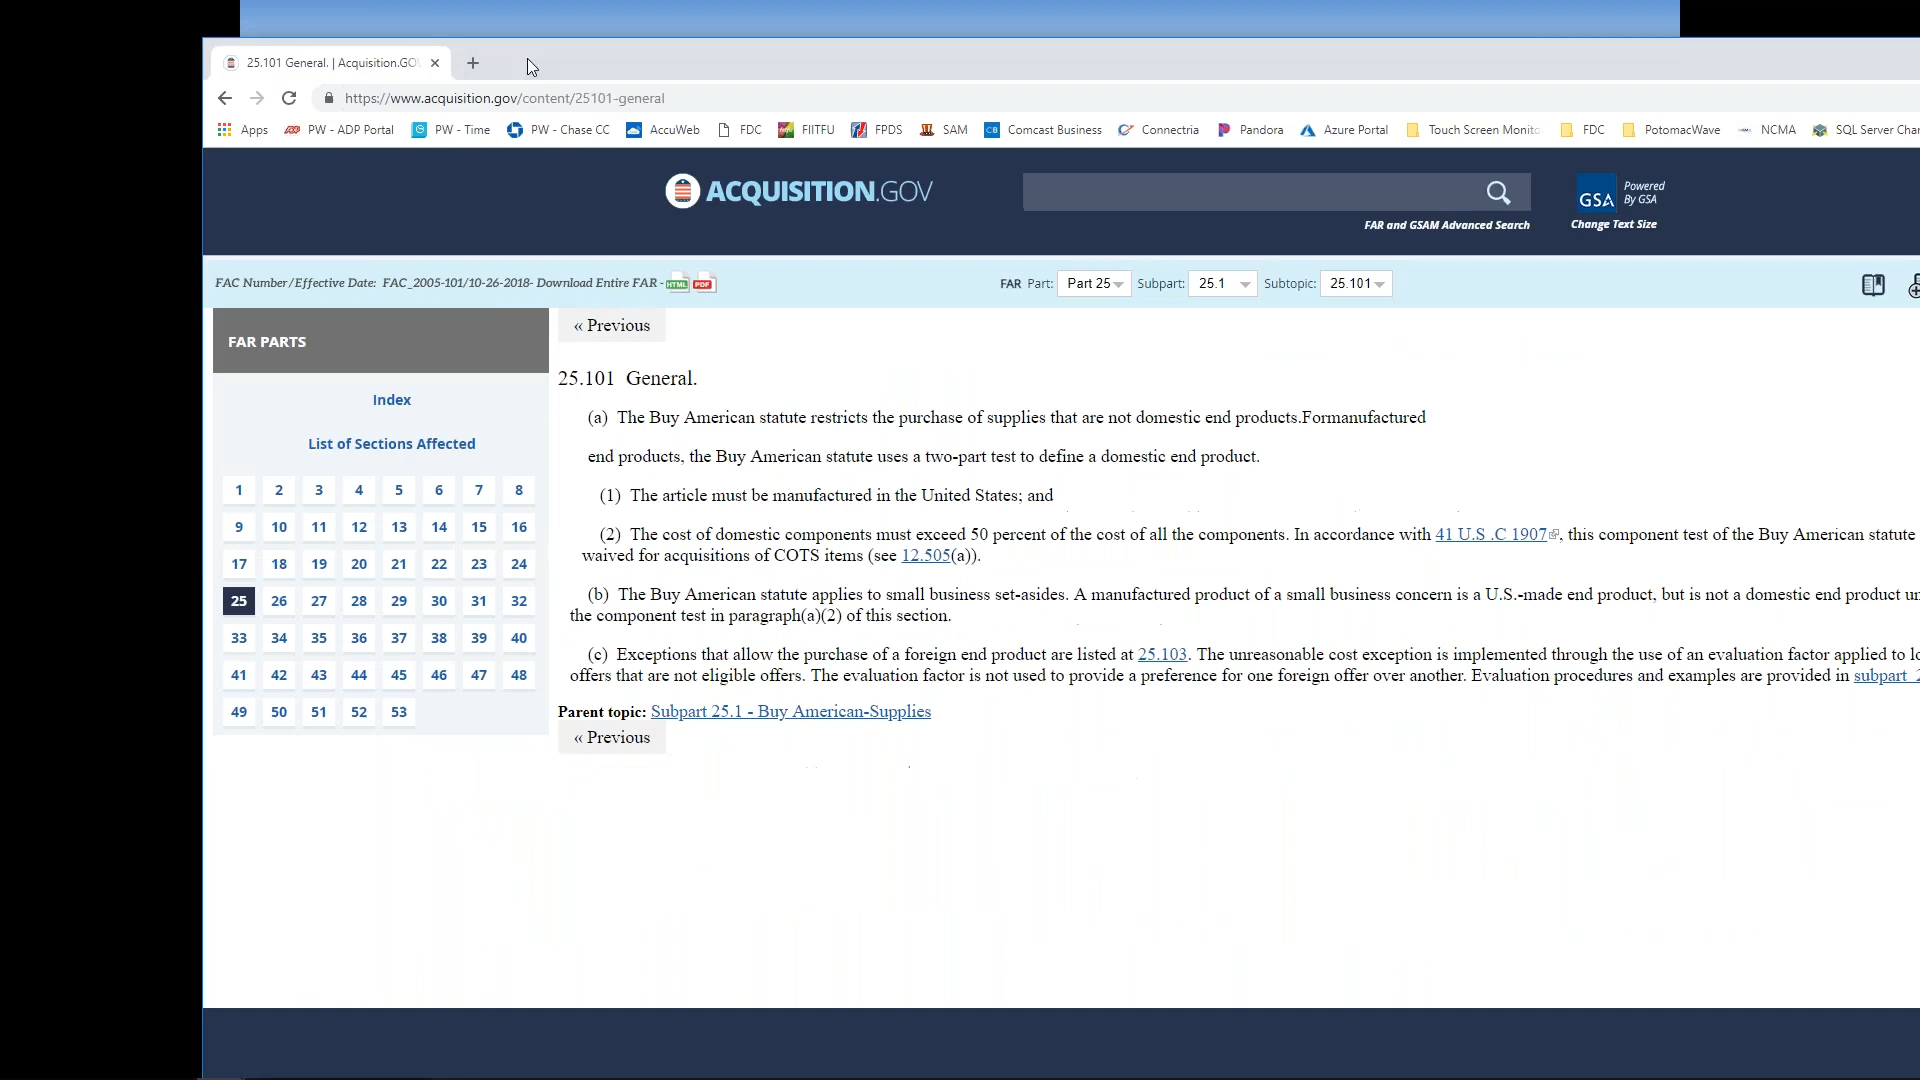 25.101 General. | Acquisition.GO
https://www.acquisition.gov/content/25101-general
Apps PW - ADP Portal PW - Time PW - Chase CC AccuWeb FDC FIITFU FPDS SAM Comcast Business Connectria Pandora Azure Portal Touch Screen Monito FDC PotomacWave NCMA SQL Server Char
ACQUISITION.GOV
GSA Powered
By GSA
FAR and GSAM Advanced Search Change Text Size
FAC Number/Effective Date: FAC_2005-101/10-26-2018- Download Entire FAR - HTML PDF FAR Part: Part 25 Subpart: 25.1 Subtopic: 25.101
FAR PARTS
Index
List of Sections Affected
1 2 3 4 5 6 7 8
9 10 11 12 13 14 15 16
17 18 19 20 21 22 23 24
25 26 27 28 29 30 31 32
33 34 35 36 37 38 39 40
41 42 43 44 45 46 47 48
49 50 51 52 53
« Previous
25.101 General.
(a) The Buy American statute restricts the purchase of supplies that are not domestic end products.Formanufactured
end products, the Buy American statute uses a two-part test to define a domestic end product.
(1) The article must be manufactured in the United States; and
(2) The cost of domestic components must exceed 50 percent of the cost of all the components. In accordance with 41 U.S .C 1907, this component test of the Buy American statute
waived for acquisitions of COTS items (see 12.505(a)).
(b) The Buy American statute applies to small business set-asides. A manufactured product of a small business concern is a U.S.-made end product, but is not a domestic end product un
the component test in paragraph(a)(2) of this section.
(c) Exceptions that allow the purchase of a foreign end product are listed at 25.103. The unreasonable cost exception is implemented through the use of an evaluation factor applied to lo
offers that are not eligible offers. The evaluation factor is not used to provide a preference for one foreign offer over another. Evaluation procedures and examples are provided in subpart 2
Parent topic: Subpart 25.1 - Buy American-Supplies
« Previous